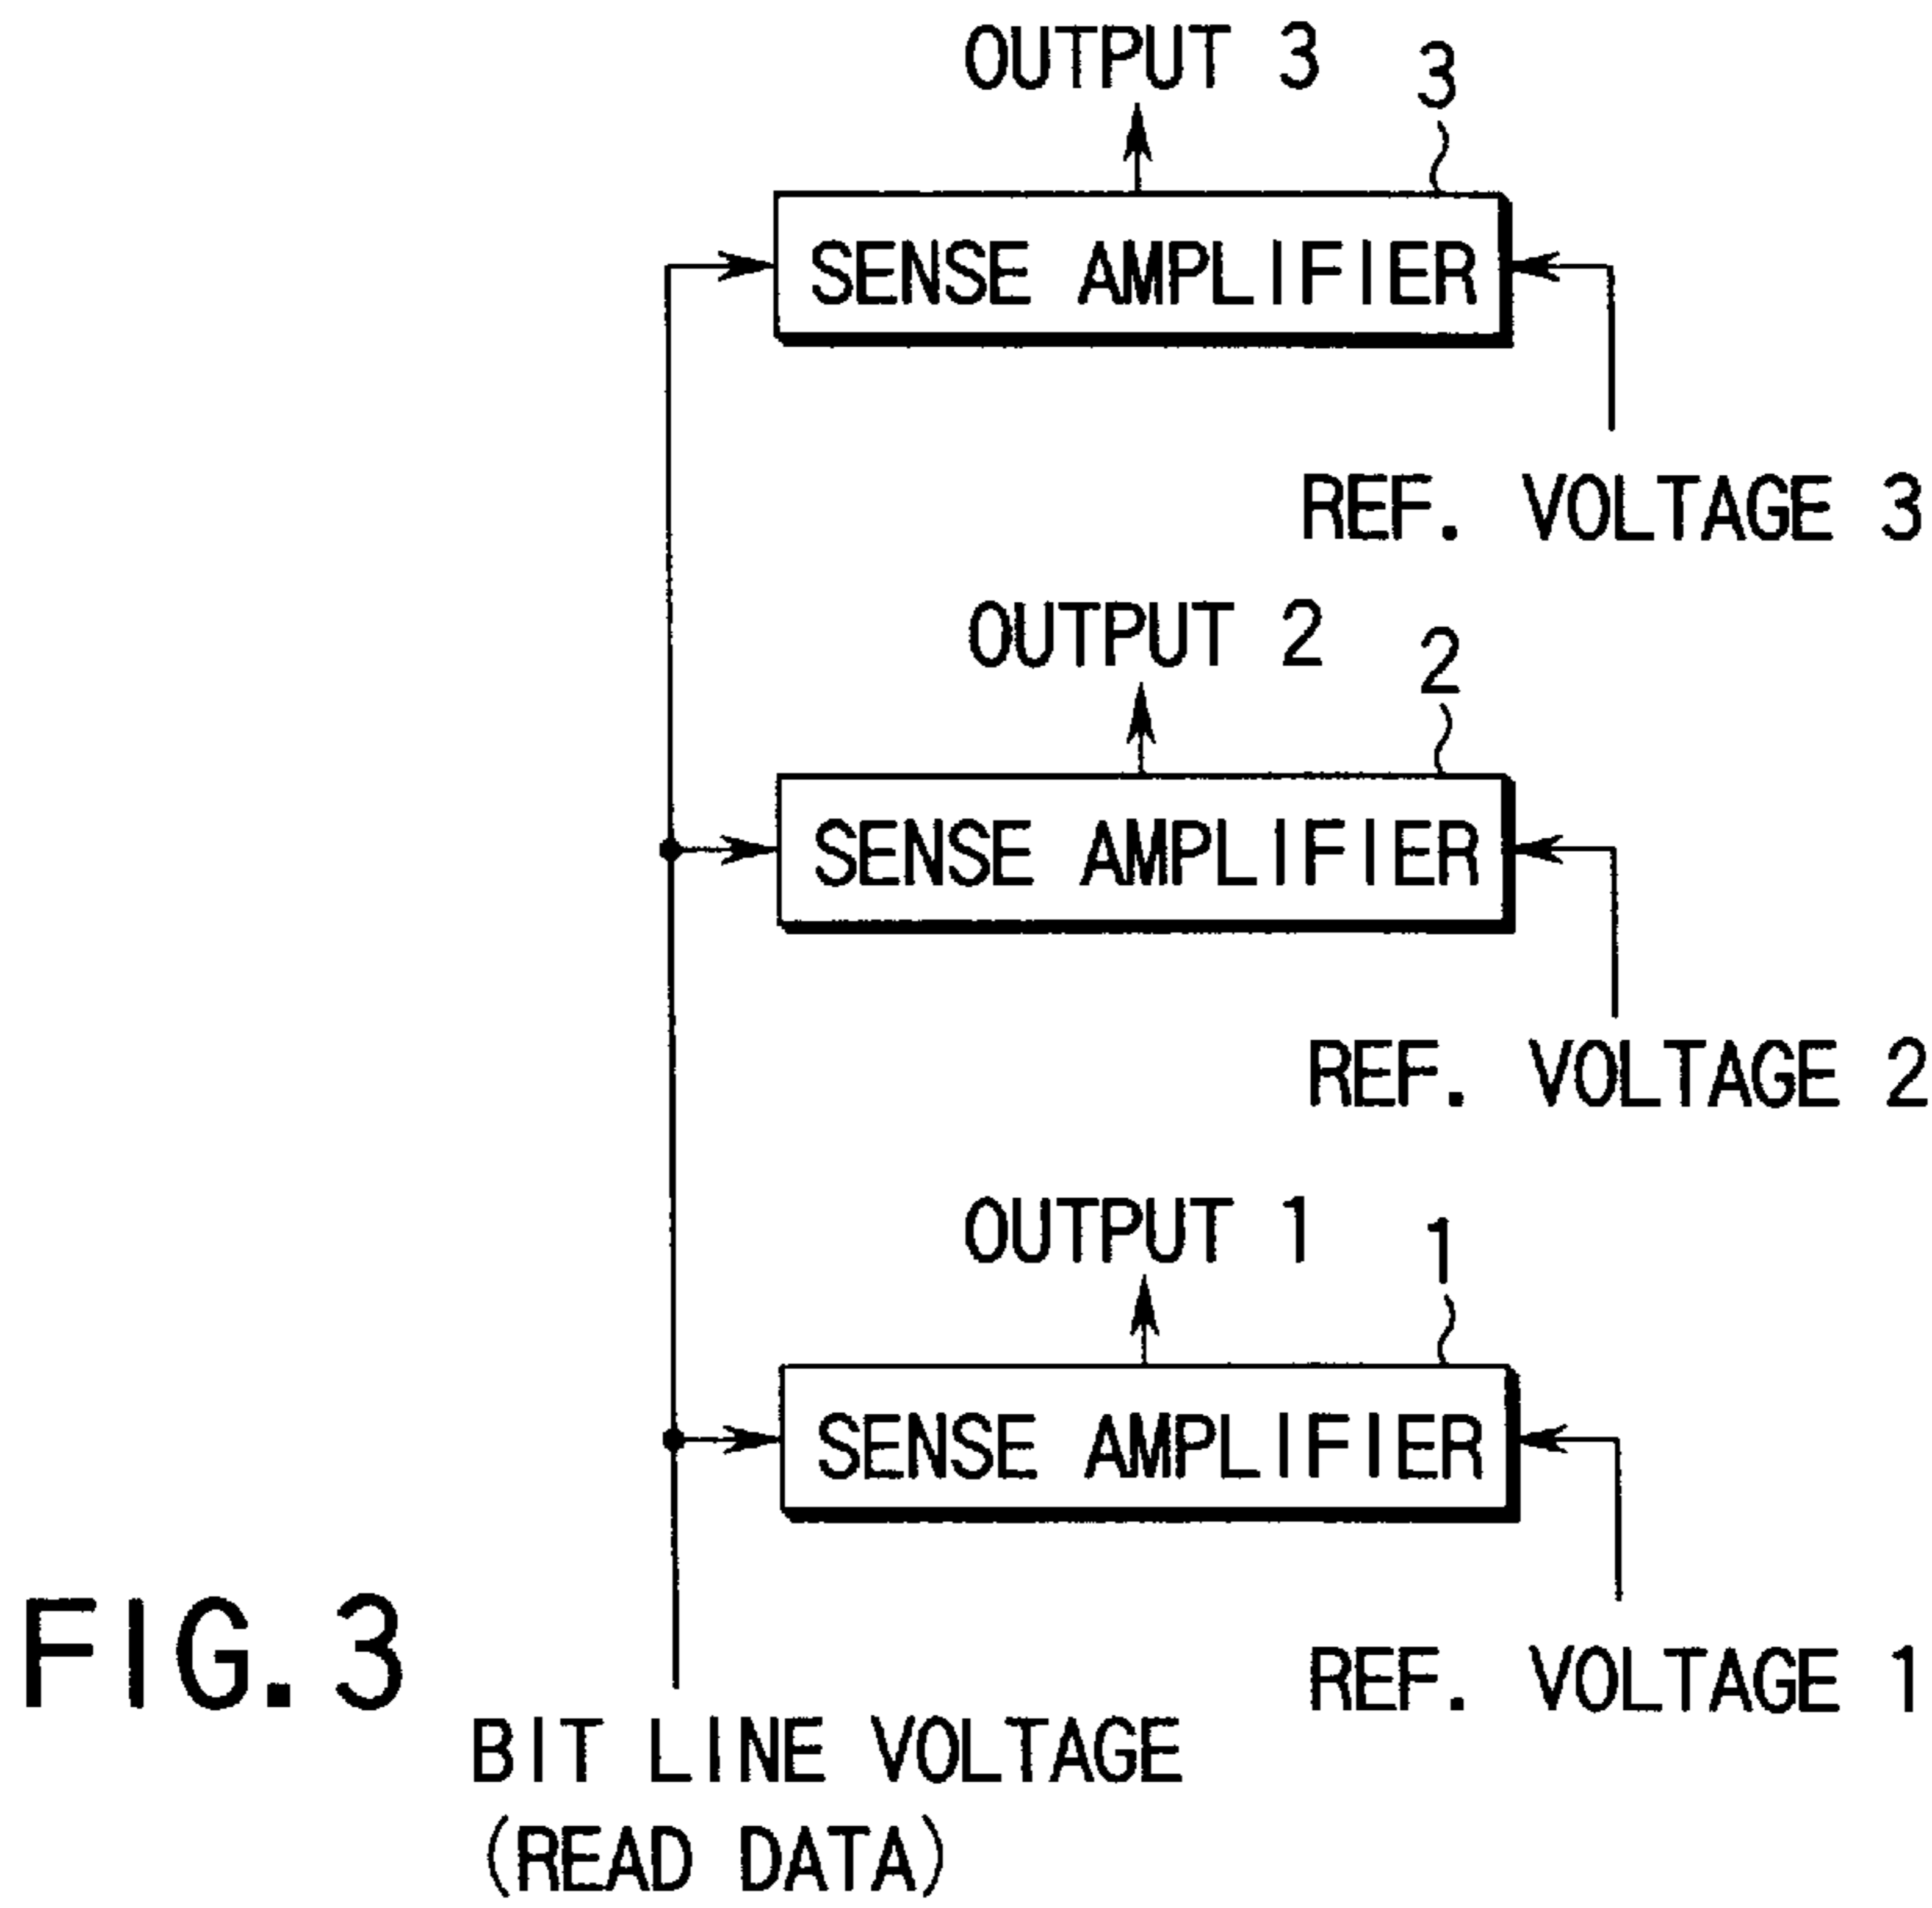 OUTPUT 3
3
SENSE AMPLIFIER
REF. VOLTAGE 3
OUTPUT 2
2
SENSE AMPLIFIER
REF. VOLTAGE 2
OUTPUT 1
1
SENSE AMPLIFIER
REF. VOLTAGE 1
FIG. 3
BIT LINE VOLTAGE
(READ DATA)